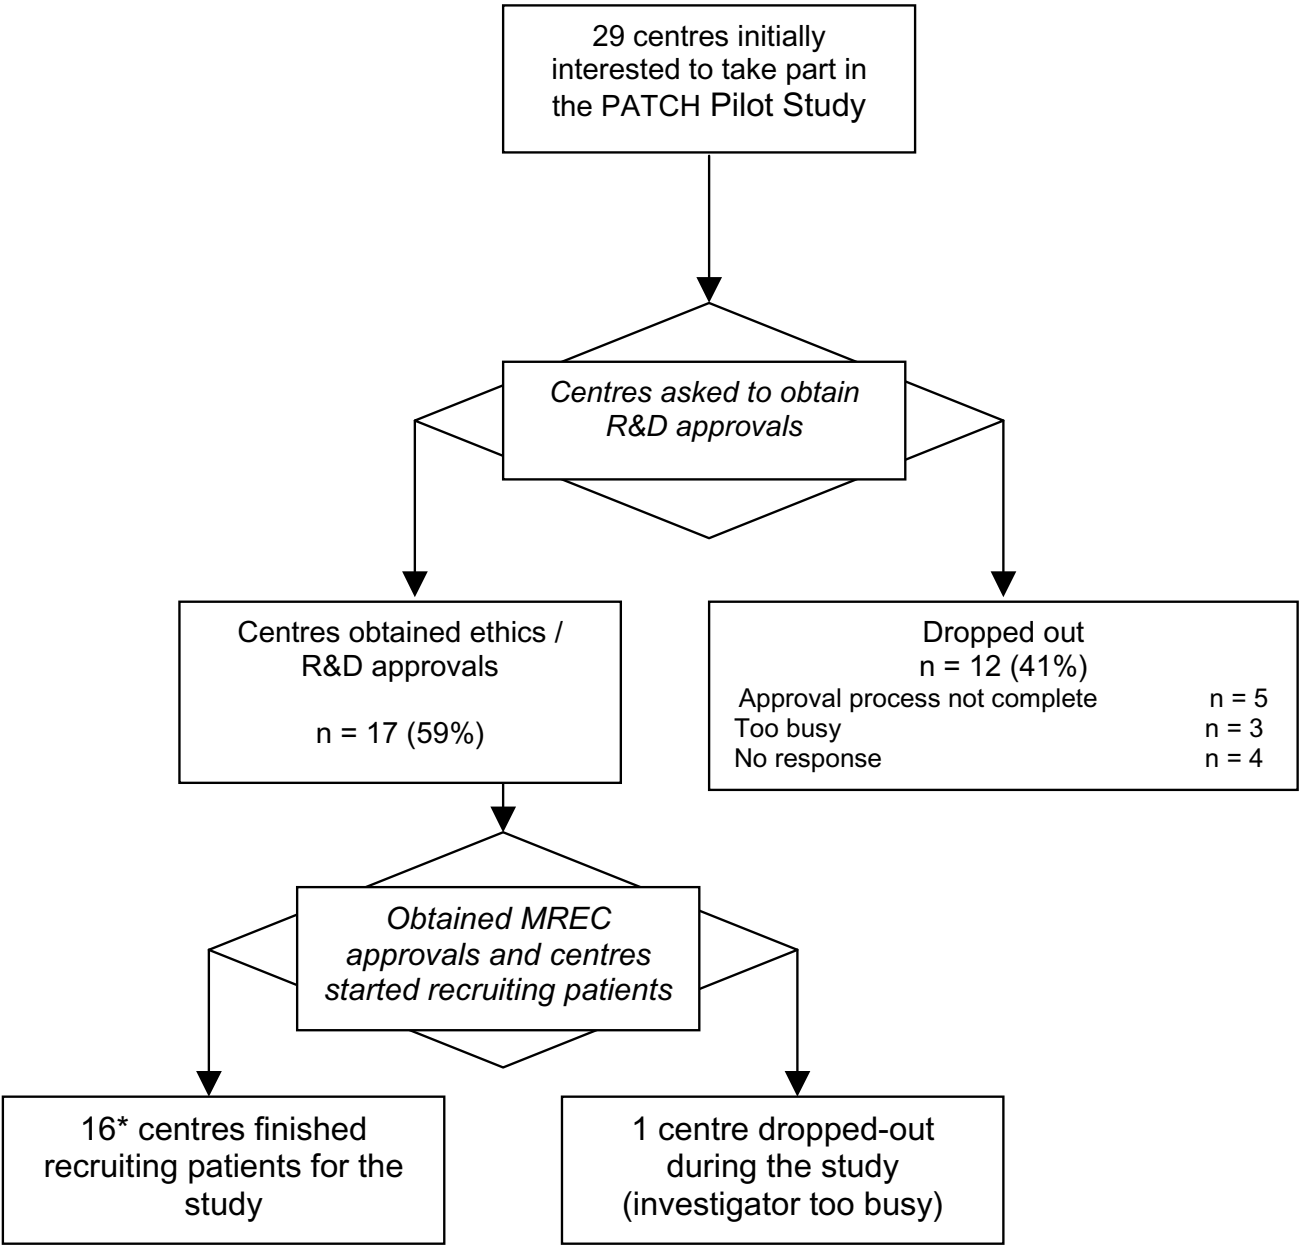 29 centres initially
interested to take part in
the PATCH Pilot Study
Centres asked to obtain
R&D approvals
Centres obtained ethics /
R&D approvals
n = 17 (59%)
Dropped out
n = 12 (41%)
Approval process not complete n = 5
Too busy n = 3
No response n = 4
Obtained MREC
approvals and centres
started recruiting patients
16* centres finished
recruiting patients for the
study
1 centre dropped-out
during the study
(investigator too busy)